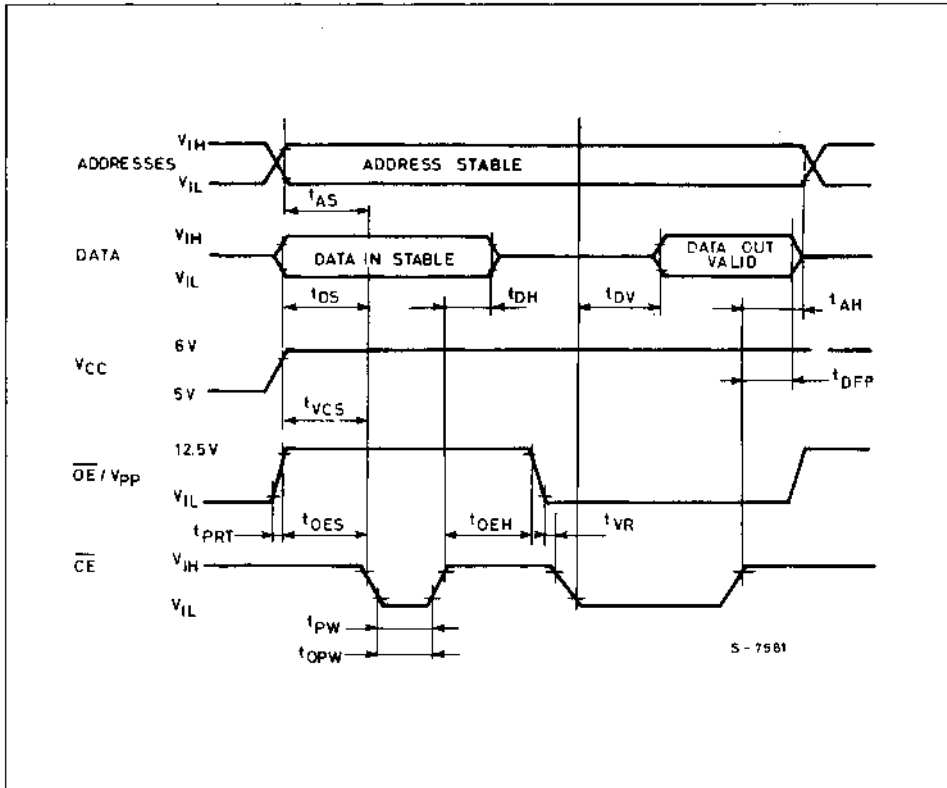 ADDRESSES
VIH
VIL
ADDRESS STABLE
tAS
DATA
VIH
VIL
DATA IN STABLE
DATA OUT
VALID
tDS
tDH
tDV
tAH
VCC
6V
5V
tVCS
tDFP
OE / VPP
12.5V
VIL
tPRT
tOES
tOEH
tVR
CE
VIH
VIL
tPW
tOPW
S - 7581